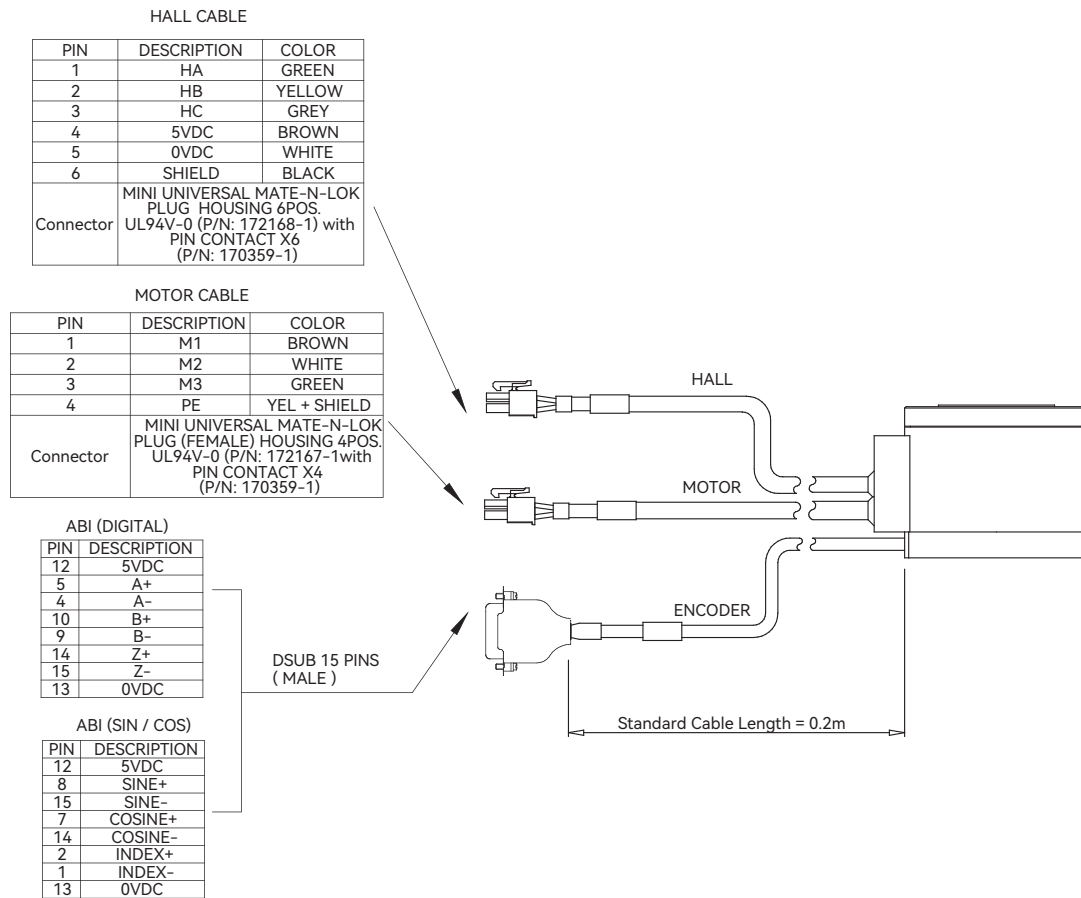 HALL CABLE
PIN DESCRIPTION COLOR
1 HA GREEN
2 HB YELLOW
3 HC GREY
4 5VDC BROWN
5 0VDC WHITE
6 SHIELD BLACK
Connector
MINI UNIVERSAL MATE-N-LOK
PLUG HOUSING 6POS.
UL94V-0 (P/N: 172168-1) with
PIN CONTACT X6
(P/N: 170359-1)
MOTOR CABLE
PIN DESCRIPTION COLOR
1 M1 BROWN
2 M2 WHITE
3 M3 GREEN
4 PE YEL + SHIELD
Connector
MINI UNIVERSAL MATE-N-LOK
PLUG (FEMALE) HOUSING 4POS.
UL94V-0 (P/N: 172167-1with
PIN CONTACT X4
(P/N: 170359-1)
ABI (DIGITAL)
PIN DESCRIPTION
12 5VDC
5 A+
4 A-
10 B+
9 B-
14 Z+
15 Z-
13 0VDC
ABI (SIN / COS)
PIN DESCRIPTION
12 5VDC
8 SINE+
15 SINE-
7 COSINE+
14 COSINE-
2 INDEX+
1 INDEX-
13 0VDC
DSUB 15 PINS
( MALE )
HALL
MOTOR
ENCODER
Standard Cable Length = 0.2m